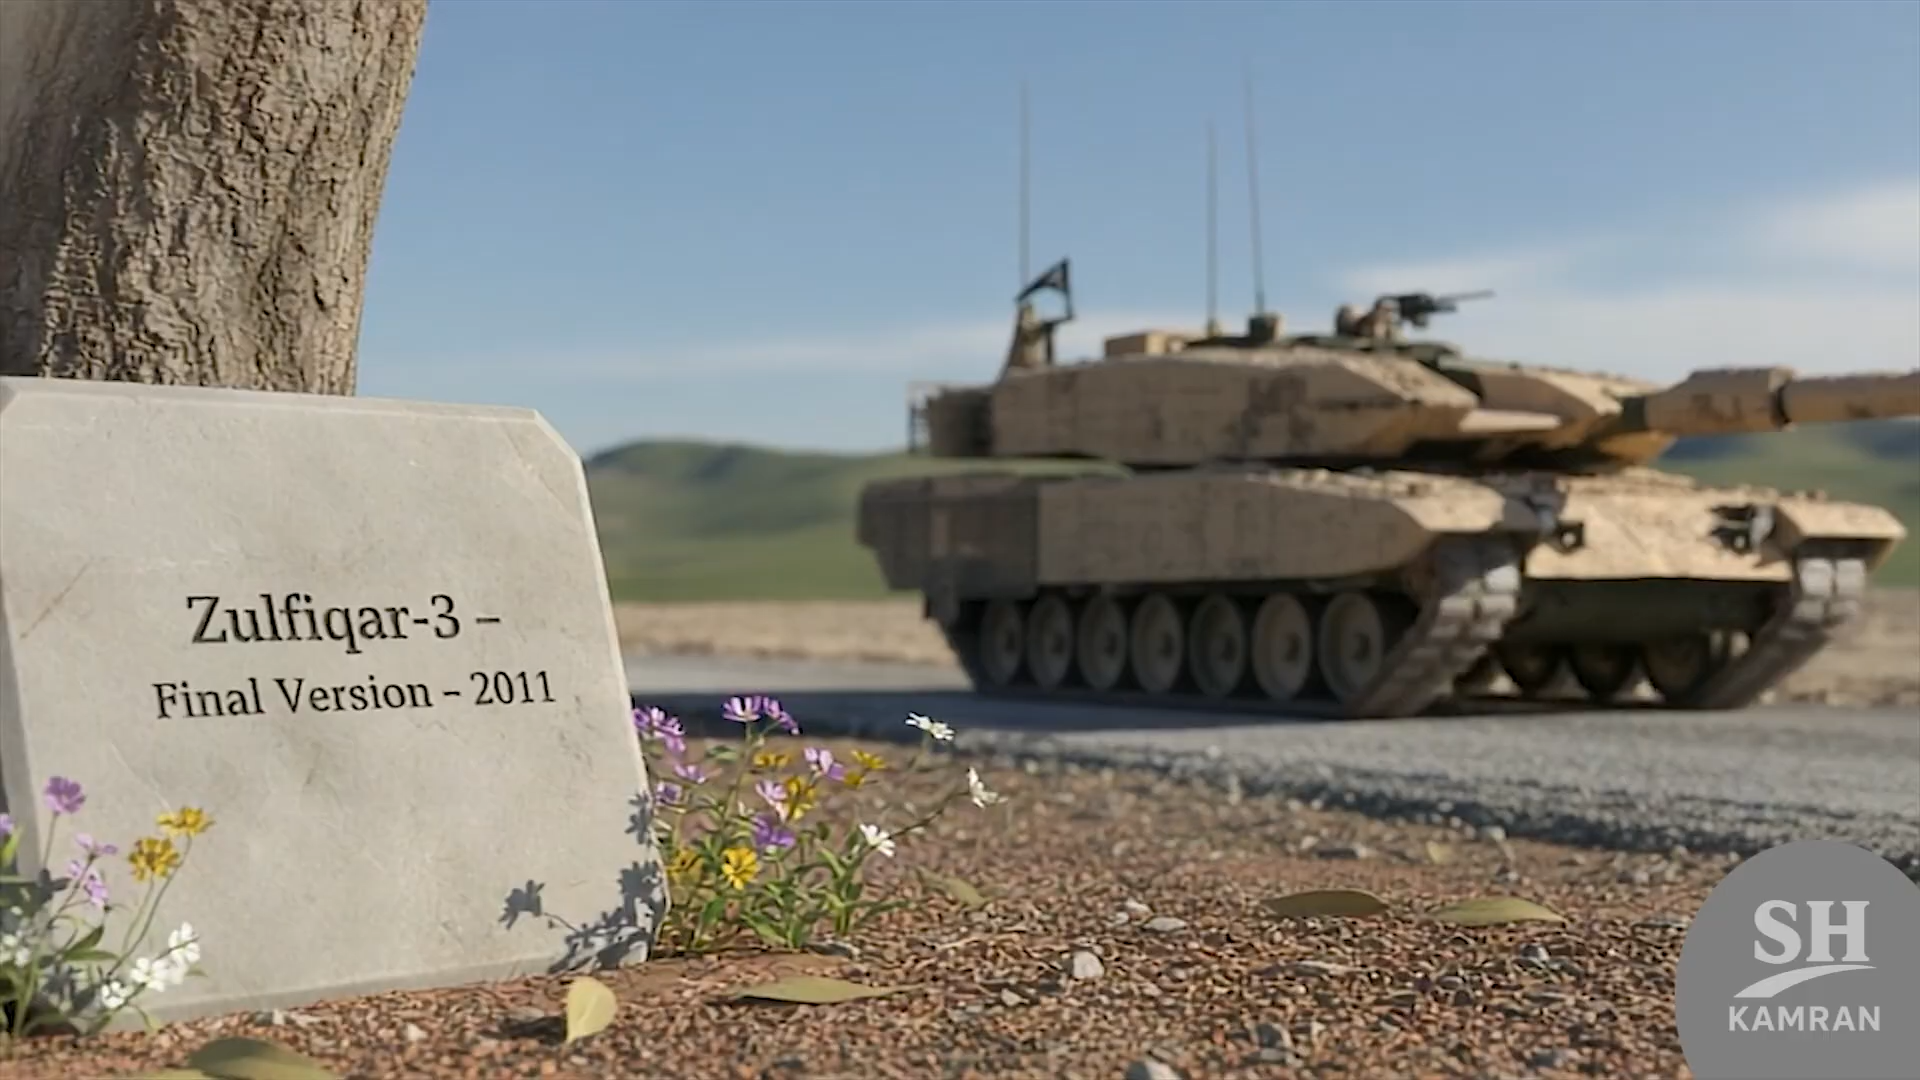 Zulfiqar-3 –
Final Version – 2011
SH
KAMRAN